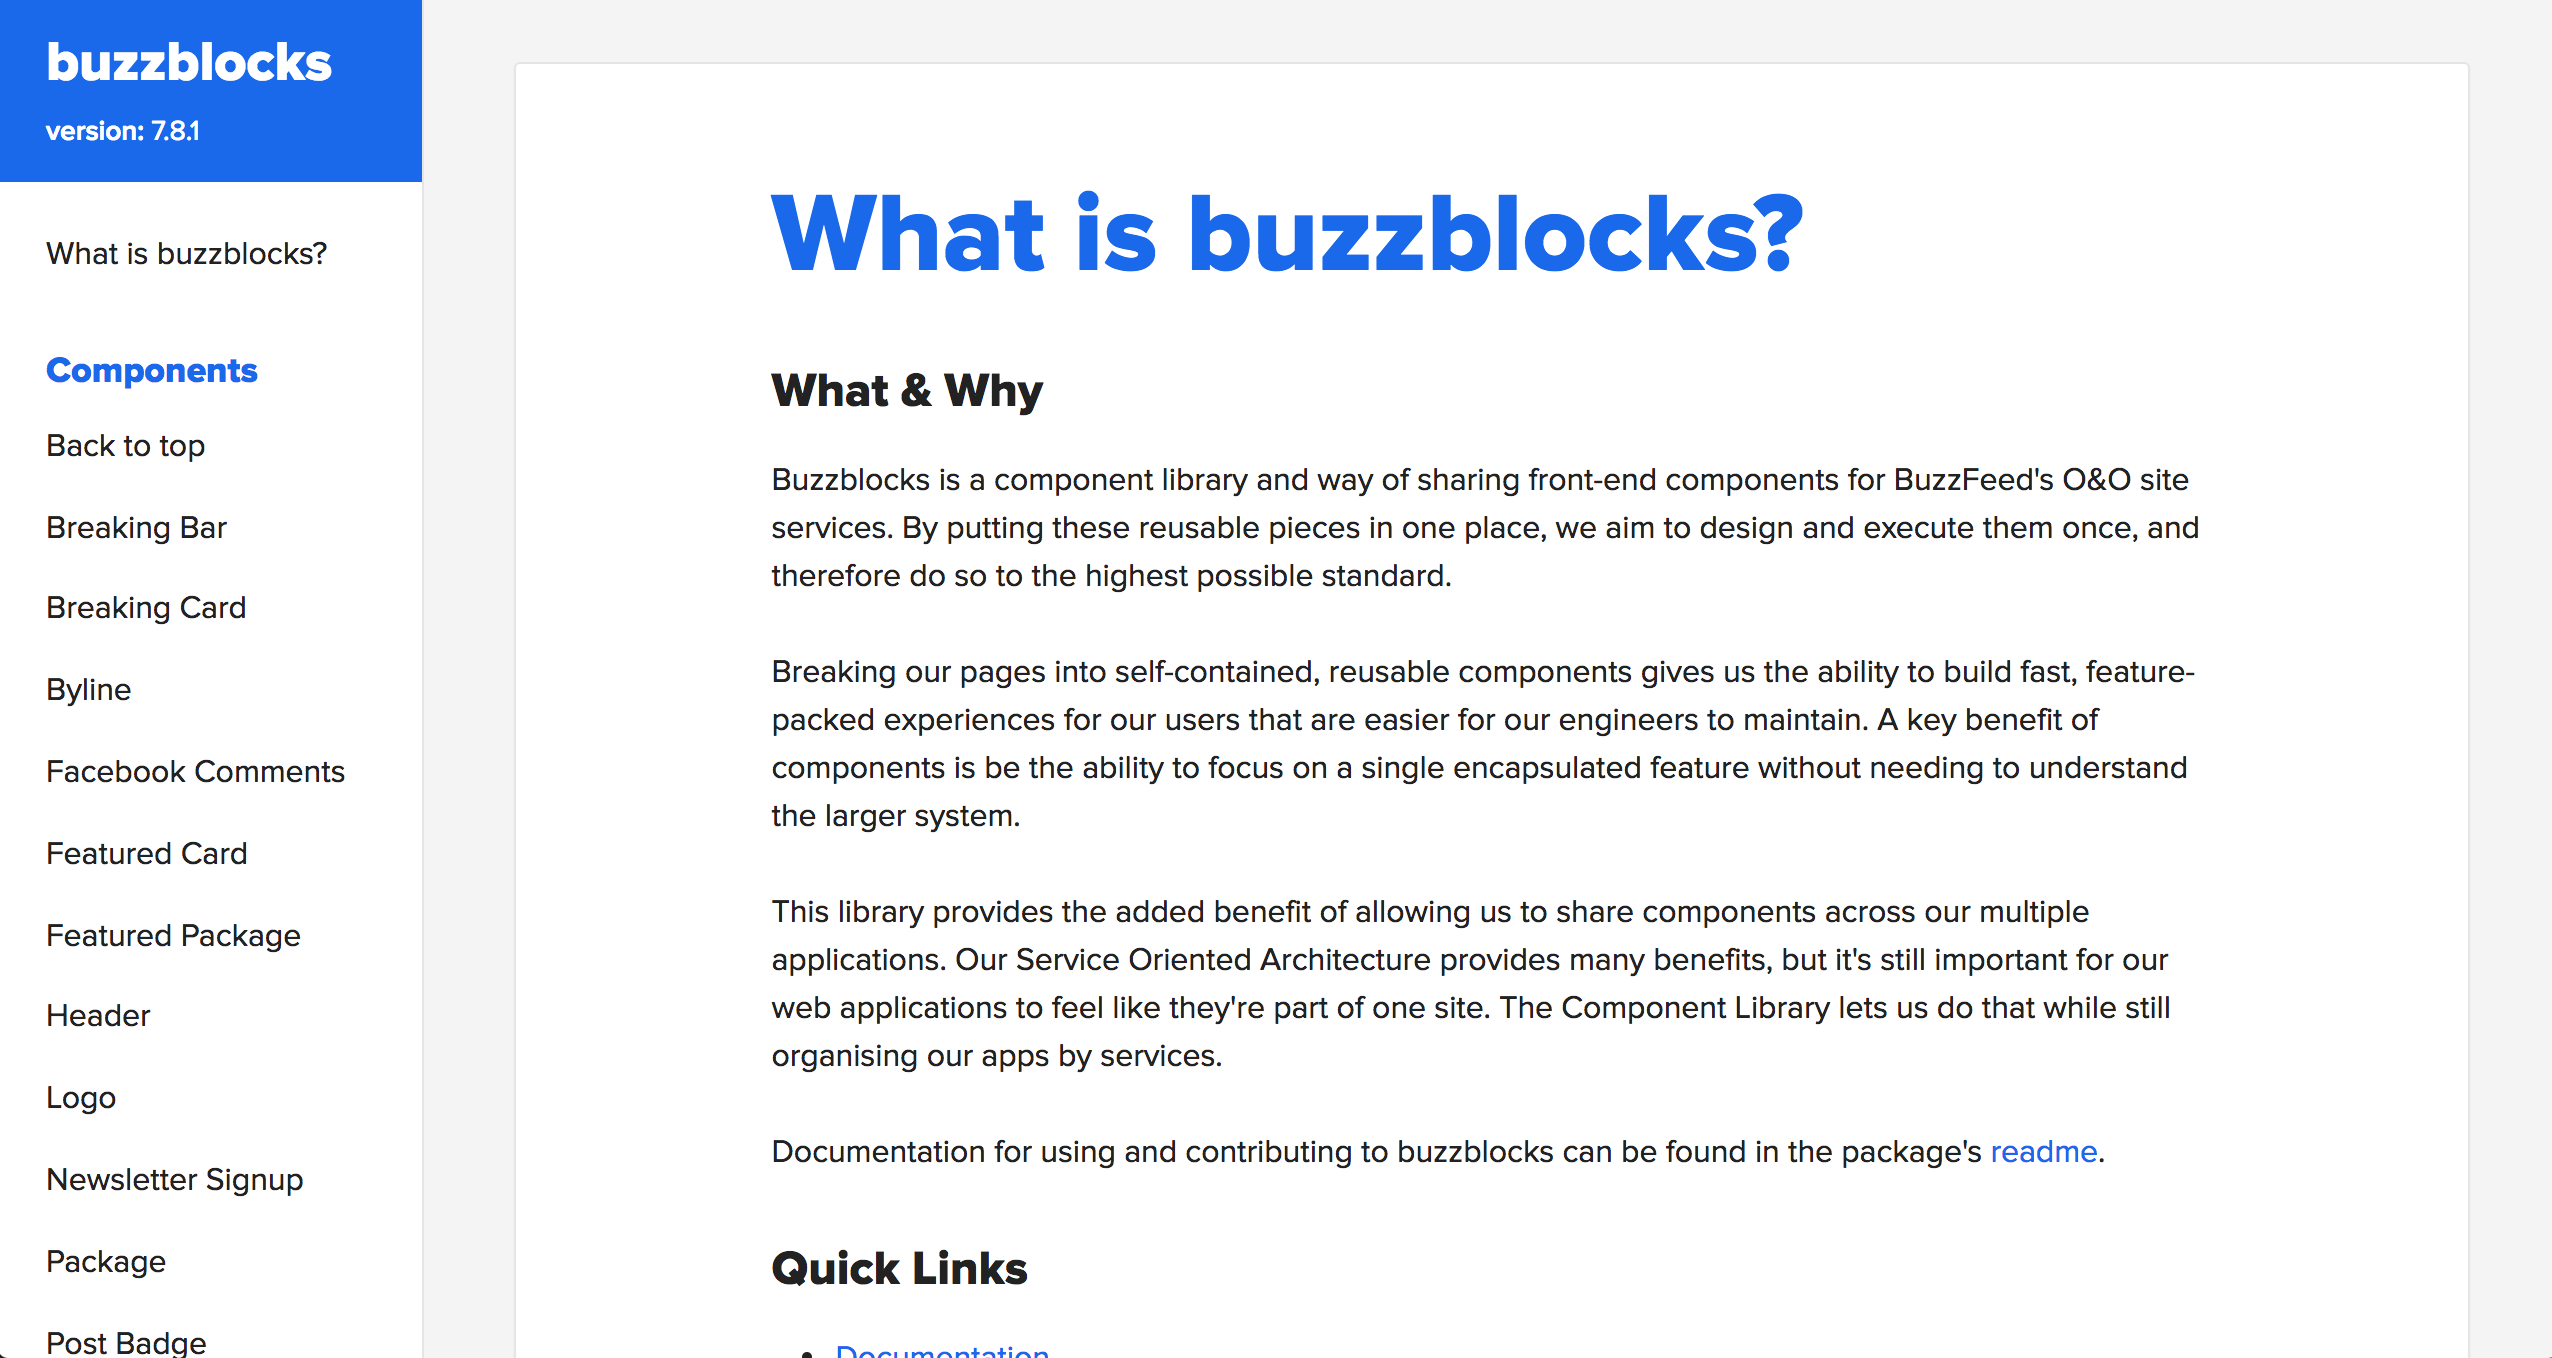 buzzblocks
version: 7.8.1
What is buzzblocks?
Components
Back to top
Breaking Bar
Breaking Card
Byline
Facebook Comments
Featured Card
Featured Package
Header
Logo
Newsletter Signup
Package
Post Badge
What is buzzblocks?
What & Why
Buzzblocks is a component library and way of sharing front-end components for BuzzFeed's O&O site
services. By putting these reusable pieces in one place, we aim to design and execute them once, and
therefore do so to the highest possible standard.
Breaking our pages into self-contained, reusable components gives us the ability to build fast, feature-
packed experiences for our users that are easier for our engineers to maintain. A key benefit of
components is be the ability to focus on a single encapsulated feature without needing to understand
the larger system.
This library provides the added benefit of allowing us to share components across our multiple
applications. Our Service Oriented Architecture provides many benefits, but it's still important for our
web applications to feel like they're part of one site. The Component Library lets us do that while still
organising our apps by services.
Documentation for using and contributing to buzzblocks can be found in the package's readme.
Quick Links
• Documentation